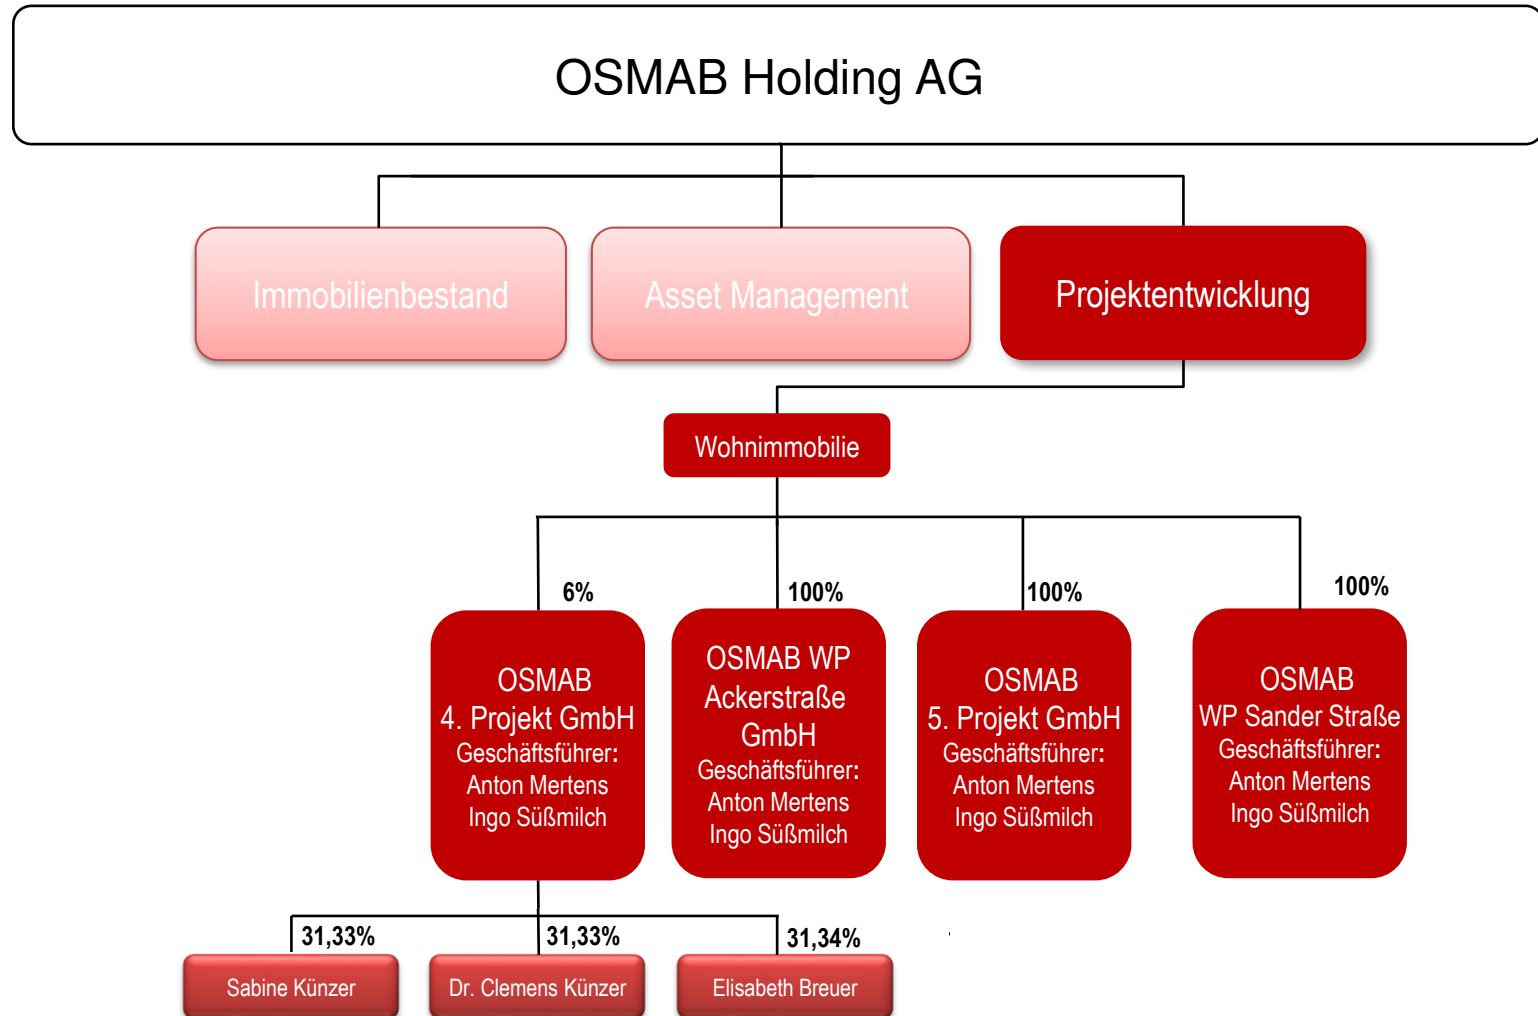 OSMAB Holding AG
Immobilienbestand
Asset Management
Projektentwicklung
Wohnimmobilie
6%
100%
100%
100%
OSMAB
4. Projekt GmbH
Geschäftsführer:
Anton Mertens
Ingo Süßmilch
OSMAB WP
Ackerstraße
GmbH
Geschäftsführer:
Anton Mertens
Ingo Süßmilch
OSMAB
5. Projekt GmbH
Geschäftsführer:
Anton Mertens
Ingo Süßmilch
OSMAB
WP Sander Straße
Geschäftsführer:
Anton Mertens
Ingo Süßmilch
31,33%
31,33%
31,34%
Sabine Künzer
Dr. Clemens Künzer
Elisabeth Breuer